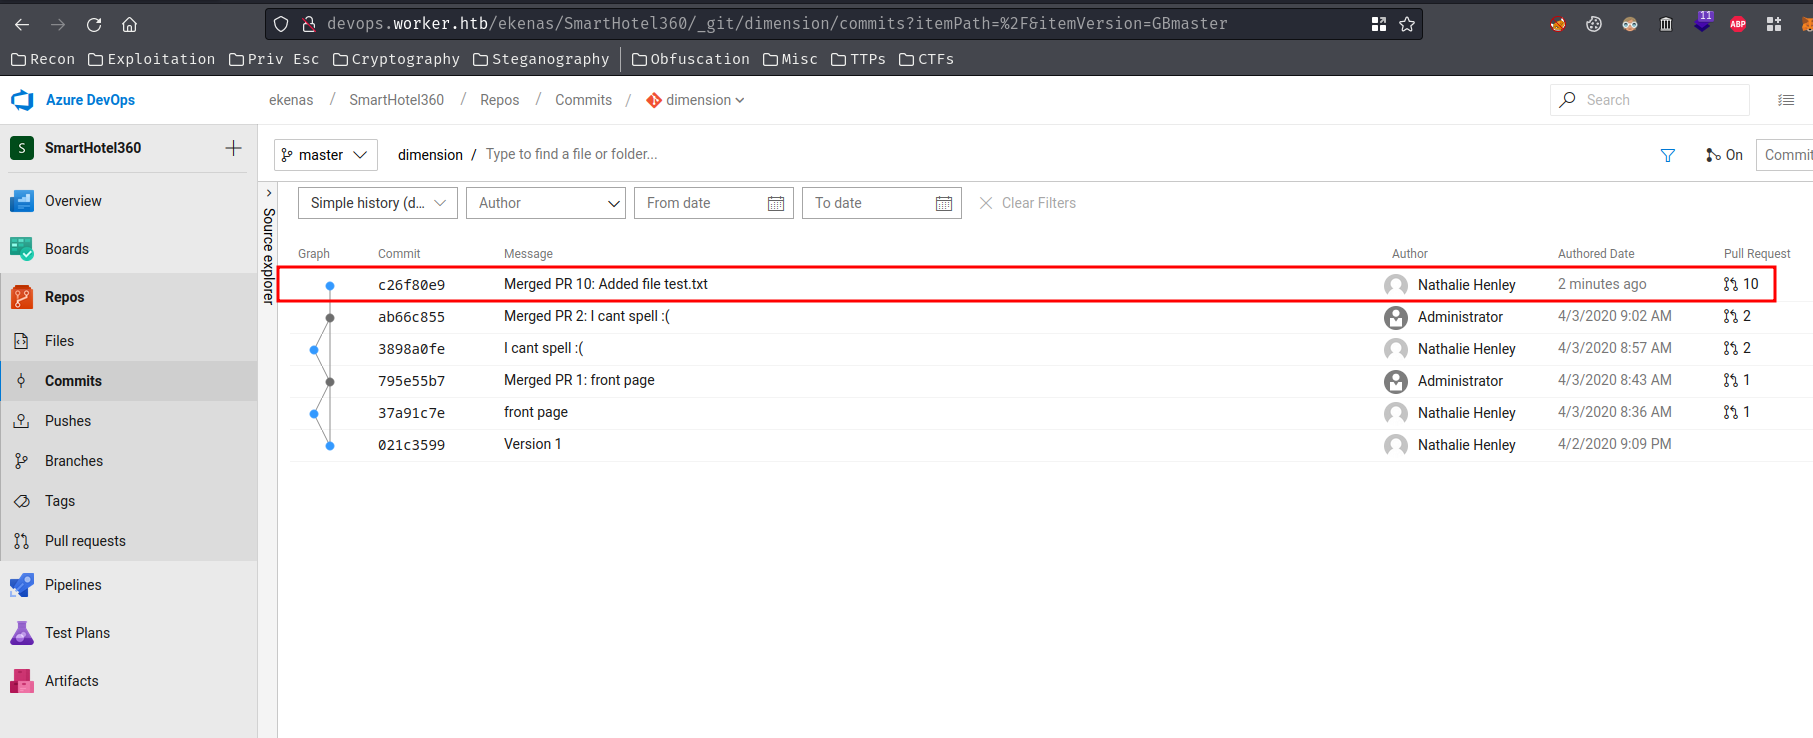 devops.worker.htb/ekenas/SmartHotel360/_git/dimension/commits?itemPath=%2F&itemVersion=GBmaster
11
ABP
Recon Exploitation Priv Esc Cryptography Steganography Obfuscation Misc TTPs CTFs
Azure DevOps
ekenas / SmartHotel360 / Repos / Commits / dimension
Search
S SmartHotel360
master
dimension / Type to find a file or folder...
On
Commit
Overview
Boards
Repos
Files
Commits
Pushes
Branches
Tags
Pull requests
Pipelines
Test Plans
Artifacts
Source explorer
Simple history (d... Author From date To date Clear Filters
Graph Commit Message Author Authored Date Pull Request
c26f80e9 Merged PR 10: Added file test.txt Nathalie Henley 2 minutes ago 10
ab66c855 Merged PR 2: I cant spell :( Administrator 4/3/2020 9:02 AM 2
3898a0fe I cant spell :( Nathalie Henley 4/3/2020 8:57 AM 2
795e55b7 Merged PR 1: front page Administrator 4/3/2020 8:43 AM 1
37a91c7e front page Nathalie Henley 4/3/2020 8:36 AM 1
021c3599 Version 1 Nathalie Henley 4/2/2020 9:09 PM